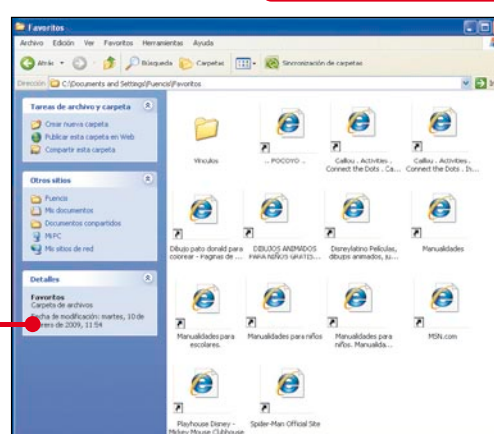 Favoritos
Archivo Edición Ver Favoritos Herramientas Ayuda
Atrás Búsqueda Carpetas Sincronización de carpetas
Dirección C:\Documents and Settings\Fuencis\Favoritos
Tareas de archivo y carpeta
Crear nueva carpeta
Publicar esta carpeta en Web
Compartir esta carpeta
Otros sitios
Fuencis
Mis documentos
Documentos compartidos
Mi PC
Mis sitios de red
Detalles
Favoritos
Carpeta de archivos
Fecha de modificación: martes, 10 de
febrero de 2009, 11:54
Vínculos
.. POCOYO ..
Caillou . Activities .
Connect the Dots . Ca...
Caillou . Activities .
Connect the Dots . In...
Dibujo pato donald para
colorear - Paginas de ...
DIBUJOS ANIMADOS
PARA NIÑOS GRATIS...
Disneylatino Películas,
dibujos animados, ju...
Manualidades
Manualidades para
escolares.
Manualidades para niños
Manualidades para
niños. Manualida...
MSN.com
Playhouse Disney -
Mickey Mouse Clubhouse
Spider-Man Official Site